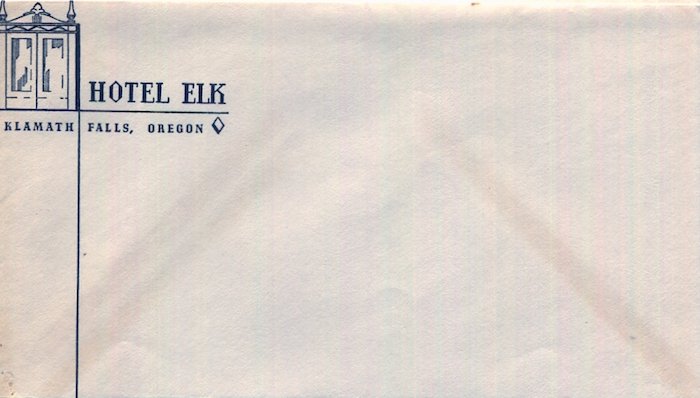 HOTEL ELK
KLAMATH FALLS, OREGON